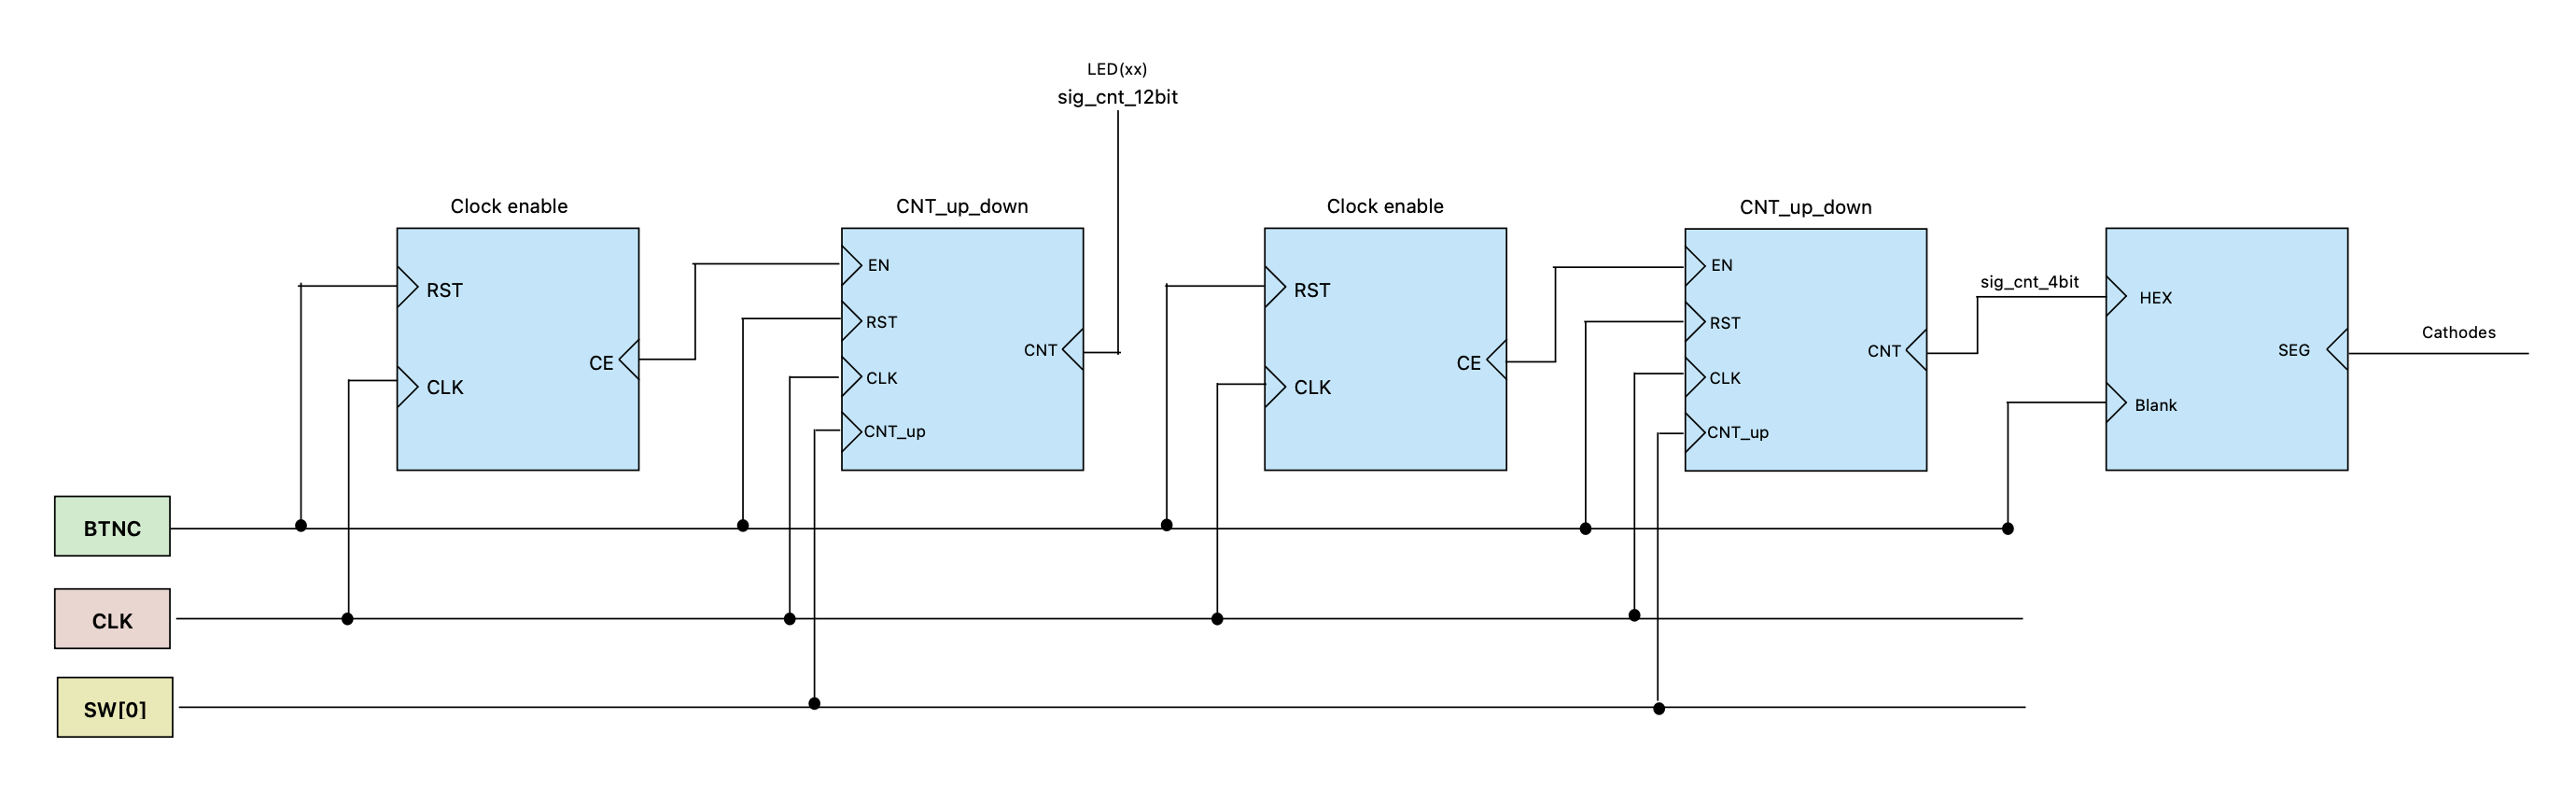 LED(xx)
sig_cnt_12bit
Clock enable
CNT_up_down
Clock enable
CNT_up_down
RST
CLK
CE
EN
RST
CLK
CNT_up
CNT
RST
CLK
CE
EN
RST
CLK
CNT_up
CNT
sig_cnt_4bit
HEX
Blank
SEG
Cathodes
BTNC
CLK
SW[0]